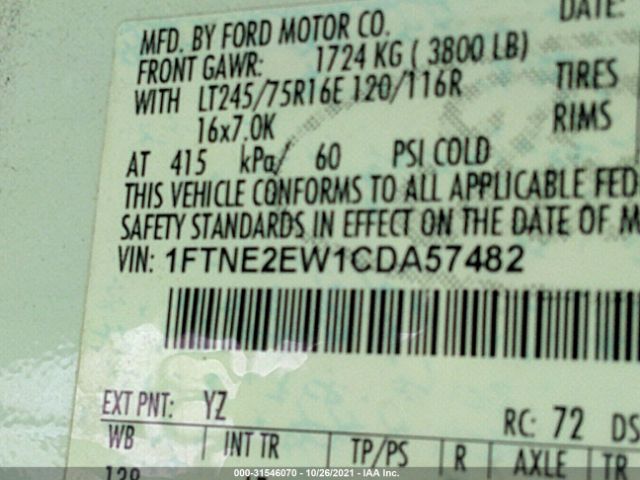 DATE:
MFD. BY FORD MOTOR CO.
FRONT GAWR: 1724 KG ( 3800 LB)
WITH LT245/75R16E 120/116R TIRES
16x7.0K RIMS
AT 415 kPa/ 60 PSI COLD
THIS VEHICLE CONFORMS TO ALL APPLICABLE FED
SAFETY STANDARDS IN EFFECT ON THE DATE OF M
VIN: 1FTNE2EW1CDA57482
EXT PNT: YZ RC: 72 DS
WB INT TR TP/PS R AXLE TR
138
000-31546070 - 10/26/2021 - IAA Inc.